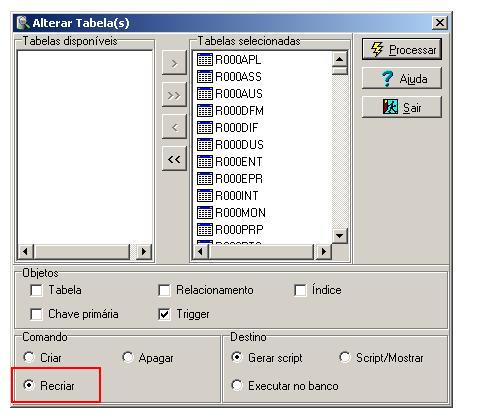 Alterar Tabela(s)
Tabelas disponíveis
>
>>
<
<<
Tabelas selecionadas
R000APL
R000ASS
R000AUS
R000DFM
R000DIF
R000DUS
R000ENT
R000EPR
R000INT
R000MON
R000PRP
Processar
Ajuda
Sair
Objetos
Tabela
Relacionamento
Índice
Chave primária
Trigger
Comando
Criar
Apagar
Recriar
Destino
Gerar script
Script/Mostrar
Executar no banco